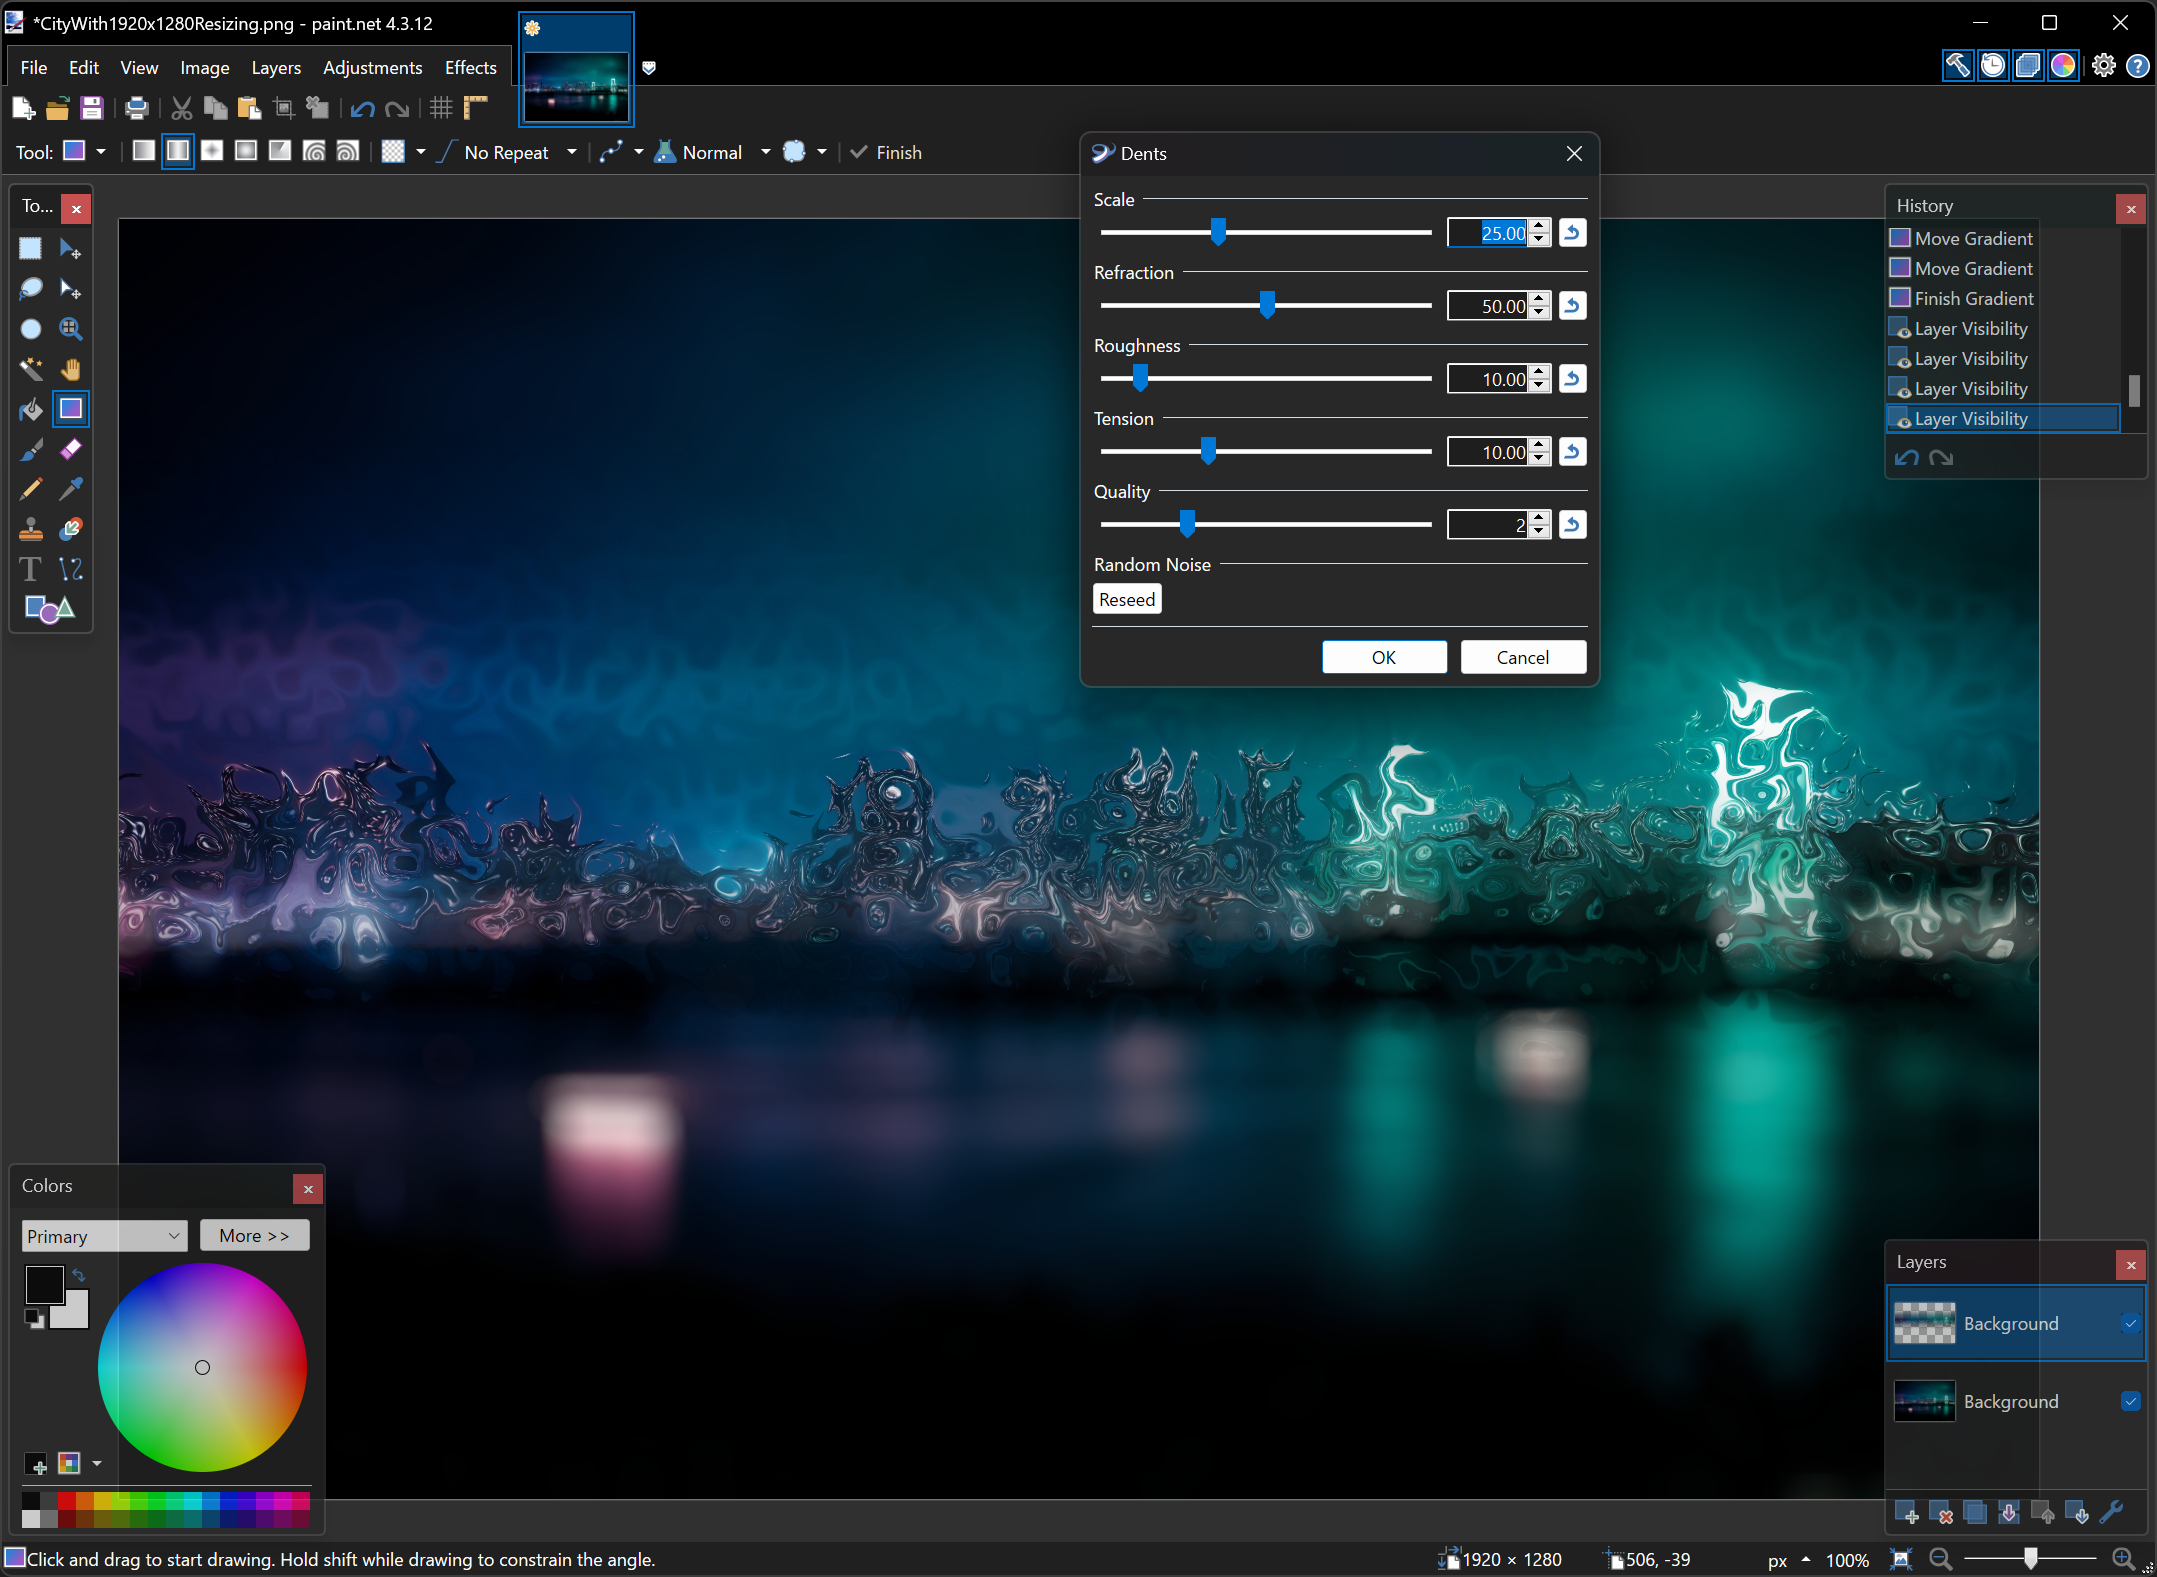 *CityWith1920x1280Resizing.png - paint.net 4.3.12
File Edit View Image Layers Adjustments Effects
Tool: No Repeat Normal Finish
To...
Dents
Scale
25.00
Refraction
50.00
Roughness
10.00
Tension
10.00
Quality
2
Random Noise
Reseed
OK Cancel
History
Move Gradient
Move Gradient
Finish Gradient
Layer Visibility
Layer Visibility
Layer Visibility
Layer Visibility
Colors
Primary More >>
Layers
Background
Background
Click and drag to start drawing. Hold shift while drawing to constrain the angle. 1920 × 1280 506, -39 px 100%